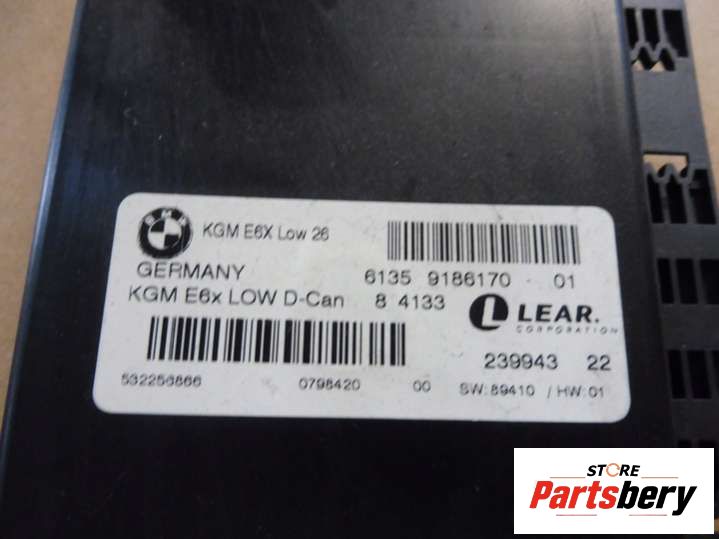 BMW
KGM E6X Low 26
GERMANY
6135 9186170 - 01
KGM E6x LOW D-Can 8 4133
LEAR.
CORPORATION
239943 22
532256866 0798420 00 SW: 89410 / HW: 01
STORE
Partsbery